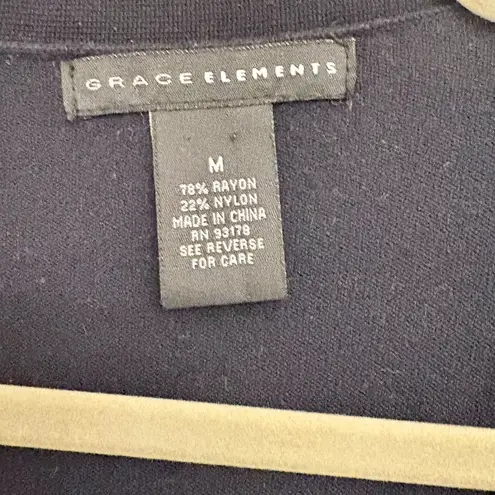 GRACE ELEMENTS
M
78% RAYON
22% NYLON
MADE IN CHINA
RN 93178
SEE REVERSE
FOR CARE